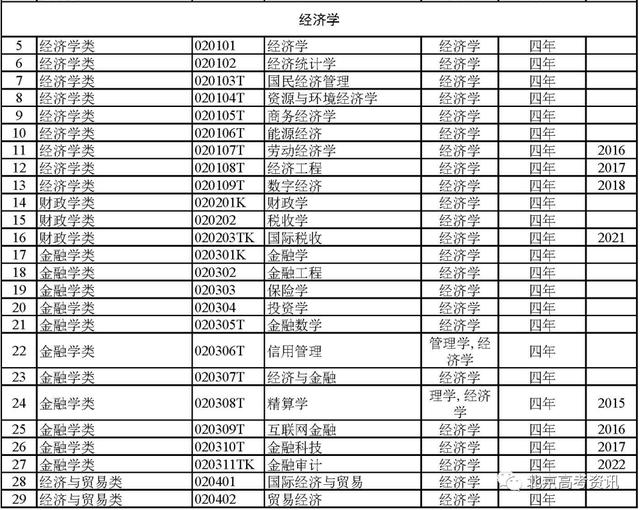 经济学
5 经济学类 020101 经济学 经济学 四年
6 经济学类 020102 经济统计学 经济学 四年
7 经济学类 020103T 国民经济管理 经济学 四年
8 经济学类 020104T 资源与环境经济学 经济学 四年
9 经济学类 020105T 商务经济学 经济学 四年
10 经济学类 020106T 能源经济 经济学 四年
11 经济学类 020107T 劳动经济学 经济学 四年 2016
12 经济学类 020108T 经济工程 经济学 四年 2017
13 经济学类 020109T 数字经济 经济学 四年 2018
14 财政学类 020201K 财政学 经济学 四年
15 财政学类 020202 税收学 经济学 四年
16 财政学类 020203TK 国际税收 经济学 四年 2021
17 金融学类 020301K 金融学 经济学 四年
18 金融学类 020302 金融工程 经济学 四年
19 金融学类 020303 保险学 经济学 四年
20 金融学类 020304 投资学 经济学 四年
21 金融学类 020305T 金融数学 经济学 四年
22 金融学类 020306T 信用管理 管理学,经
济学 四年
23 金融学类 020307T 经济与金融 经济学 四年
24 金融学类 020308T 精算学 理学,经济
学 四年 2015
25 金融学类 020309T 互联网金融 经济学 四年 2016
26 金融学类 020310T 金融科技 经济学 四年 2017
27 金融学类 020311TK 金融审计 经济学 四年 2022
28 经济与贸易类 020401 国际经济与贸易 经济学 四年
29 经济与贸易类 020402 贸易经济 经济学 四年
北京高考资讯